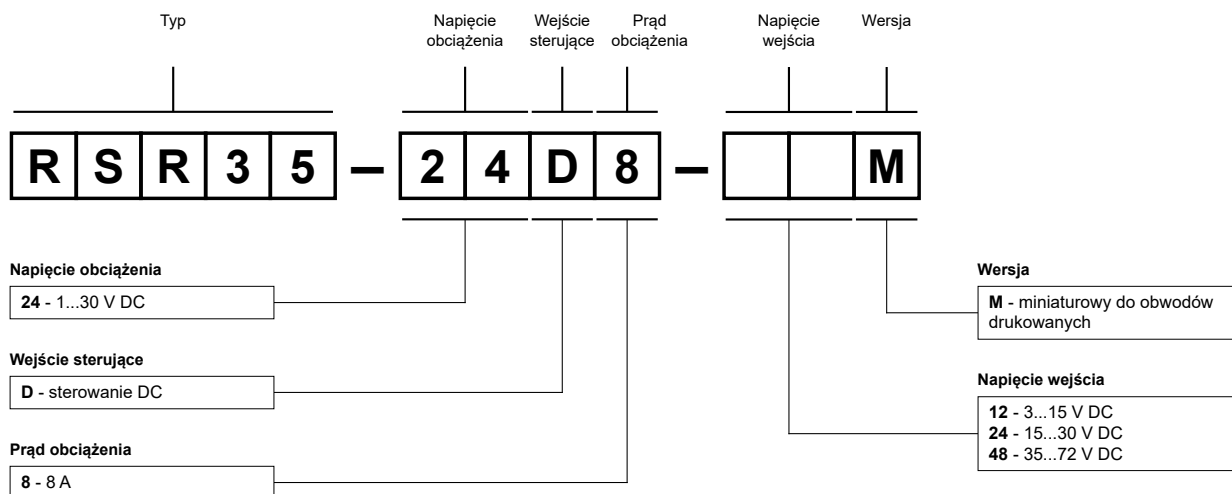 Typ
Napięcie
obciążenia
Wejście
sterujące
Prąd
obciążenia
Napięcie
wejścia
Wersja
R S R 3 5 – 2 4 D 8 – M
Napięcie obciążenia
24 - 1...30 V DC
Wejście sterujące
D - sterowanie DC
Prąd obciążenia
8 - 8 A
Wersja
M - miniaturowy do obwodów
drukowanych
Napięcie wejścia
12 - 3...15 V DC
24 - 15...30 V DC
48 - 35...72 V DC